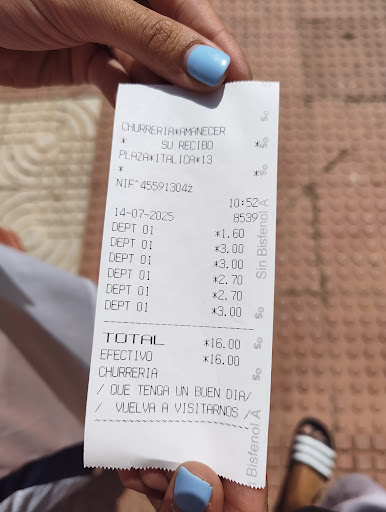 CHURRERIA*AMANECER
* SU RECIBO *
PLAZA*ITALICA*13
* *
NIF"45591304Z
10:52
14-07-2025 8539
DEPT 01 *1.60
DEPT 01 *3.00
DEPT 01 *3.00
DEPT 01 *2.70
DEPT 01 *2.70
DEPT 01 *3.00
TOTAL *16.00
EFECTIVO *16.00
CHURRERIA
/ QUE TENGA UN BUEN DIA/
/ VUELVA A VISITARNOS /
Sin Bisfenol A
Bisfenol A